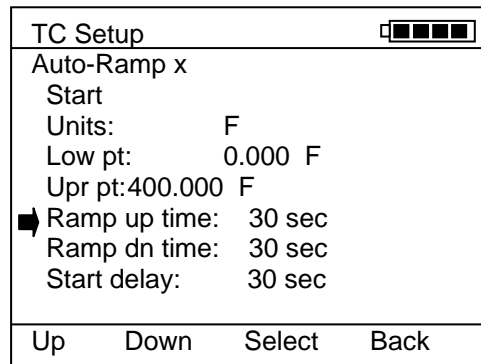 TC Setup
Auto-Ramp x
Start
Units: F
Low pt: 0.000 F
Upr pt:400.000 F
Ramp up time: 30 sec
Ramp dn time: 30 sec
Start delay: 30 sec
Up Down Select Back